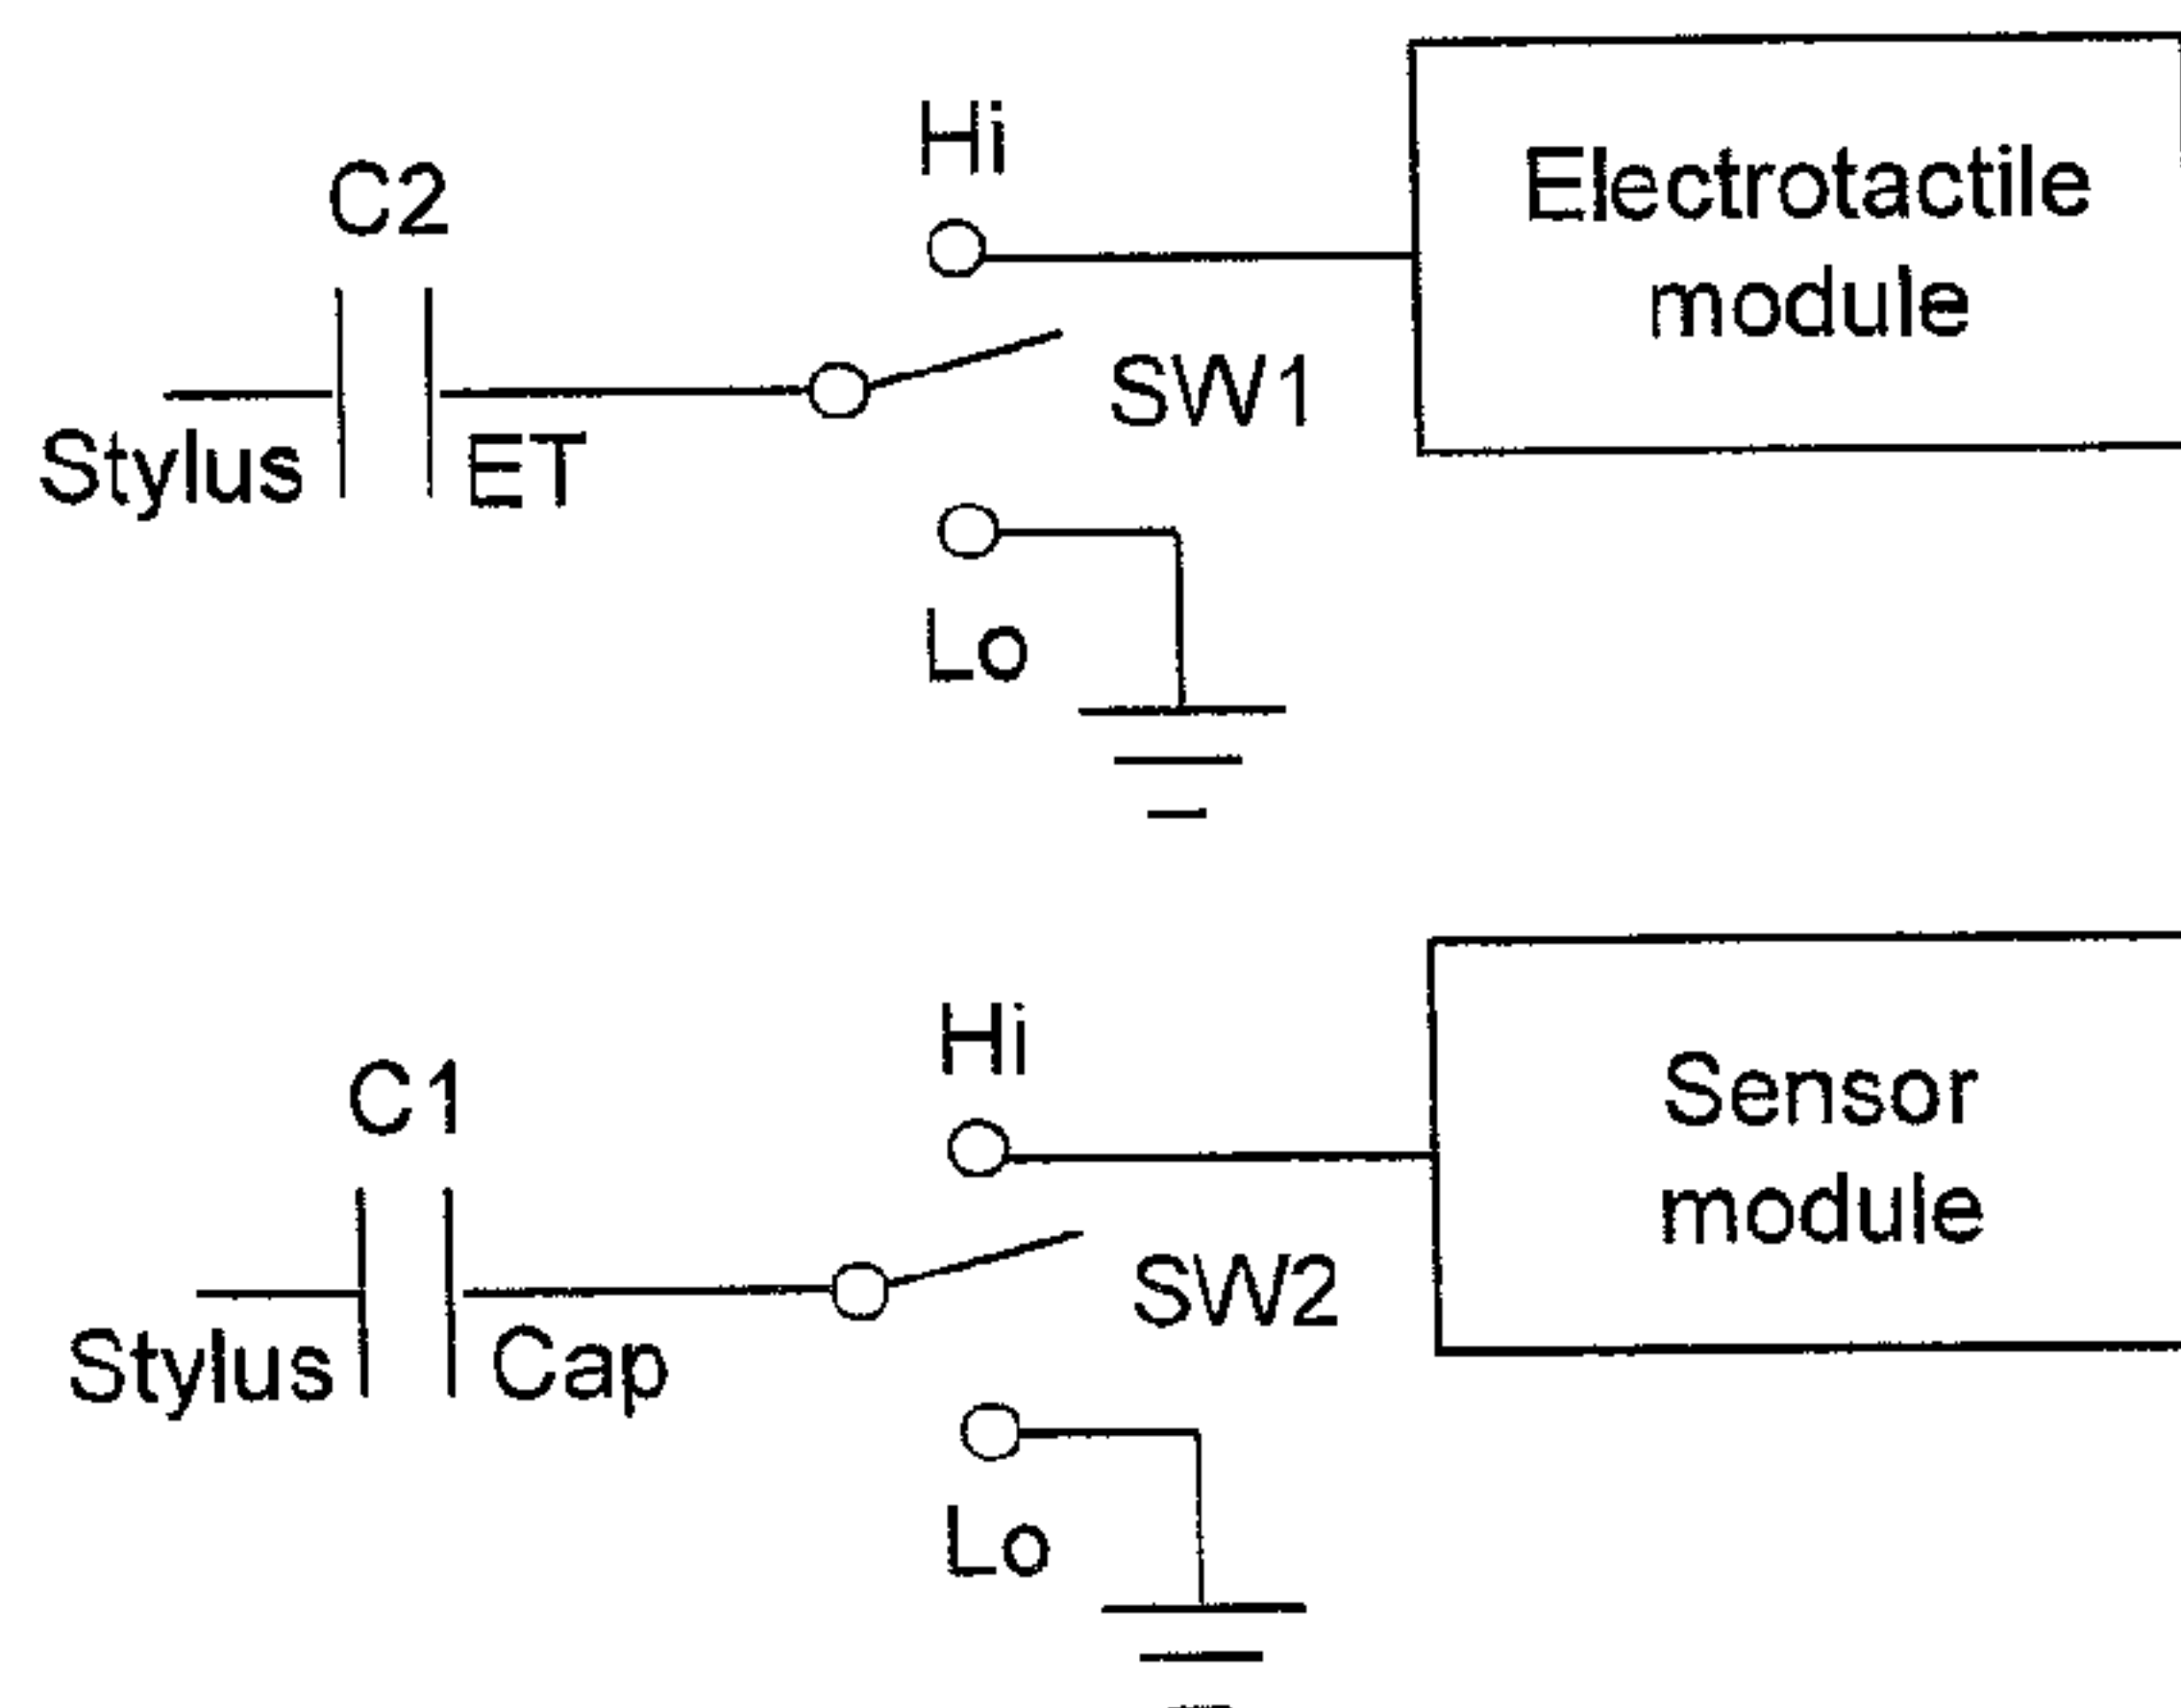 Hi
C2
Electrotactile
module
SW1
Stylus
ET
Lo
Hi
C1
Sensor
module
SW2
Stylus
Cap
Lo